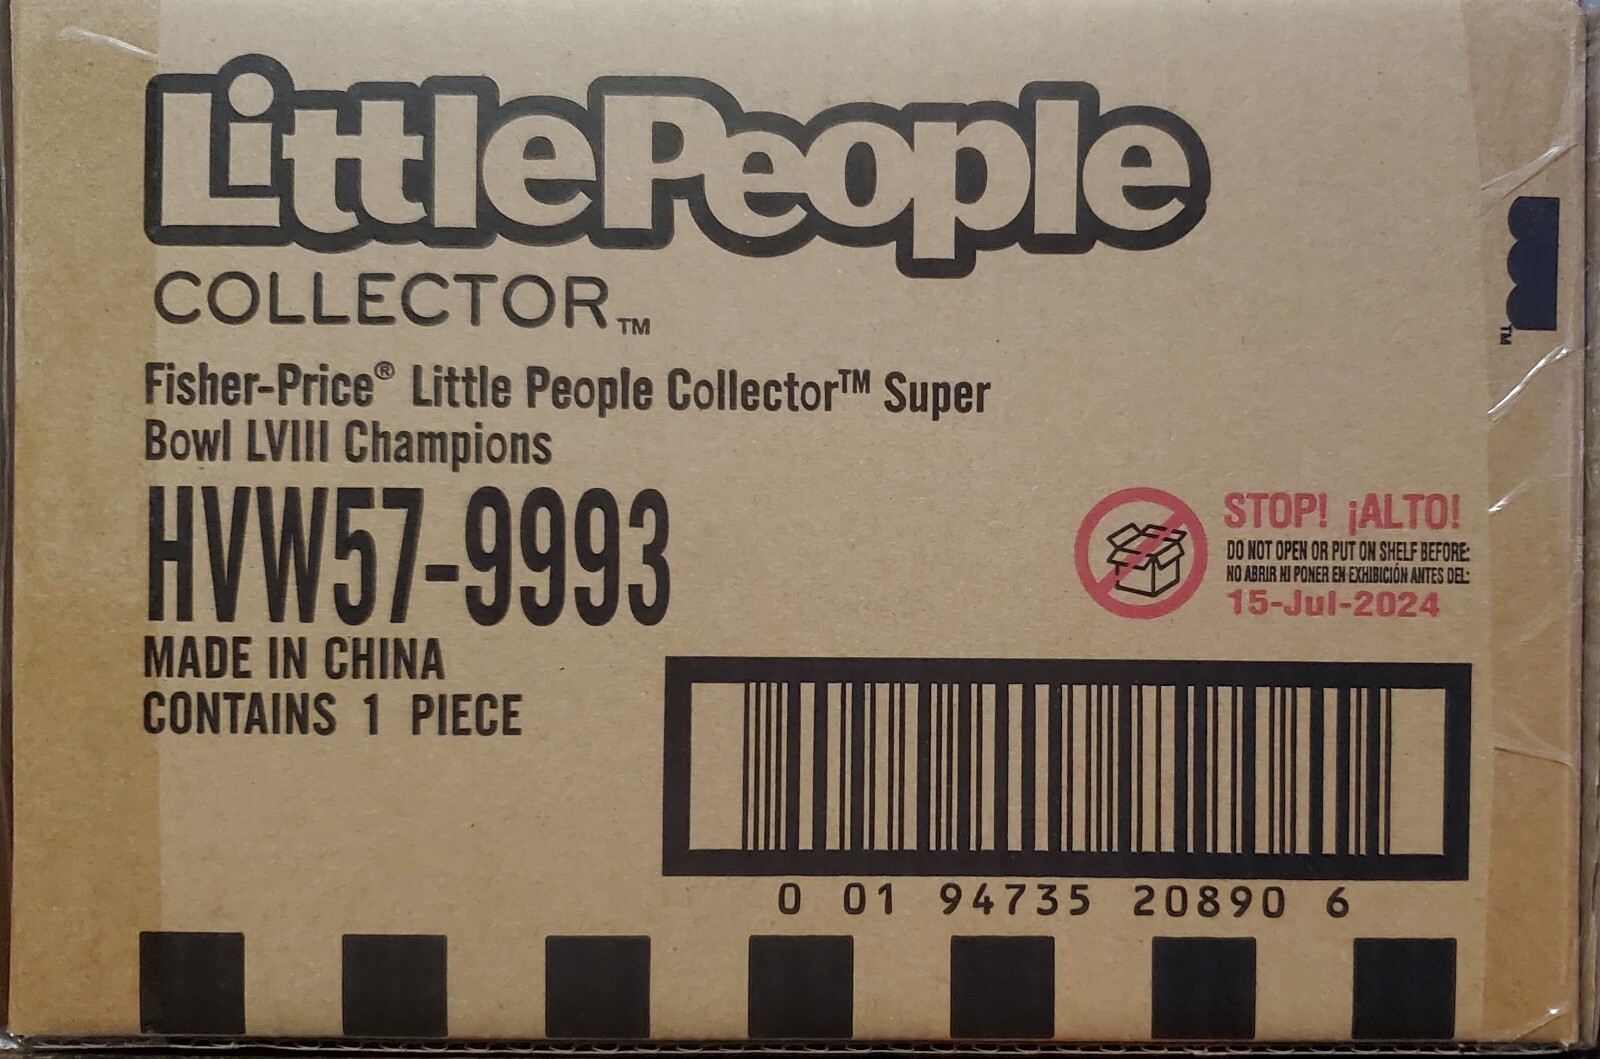 LittlePeople
COLLECTOR™
Fisher-Price® Little People Collector™ Super
Bowl LVIII Champions
HVW57-9993
MADE IN CHINA
CONTAINS 1 PIECE
STOP! ¡ALTO!
DO NOT OPEN OR PUT ON SHELF BEFORE:
NO ABRIR NI PONER EN EXHIBICIÓN ANTES DEL:
15-Jul-2024
0 01 94735 20890 6
TM